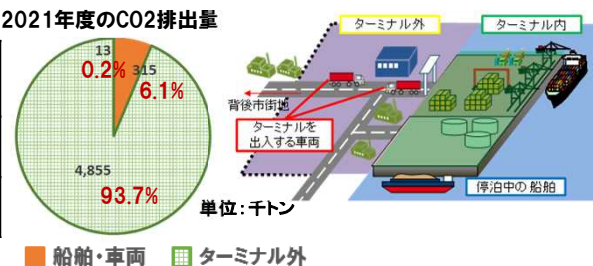 2021年度のCO2排出量
13
0.2%
315
6.1%
4,855
93.7%
単位:千トン
船舶・車両
ターミナル外
ターミナル外
ターミナル内
背後市街地
ターミナルを
出入する車両
停泊中の船舶